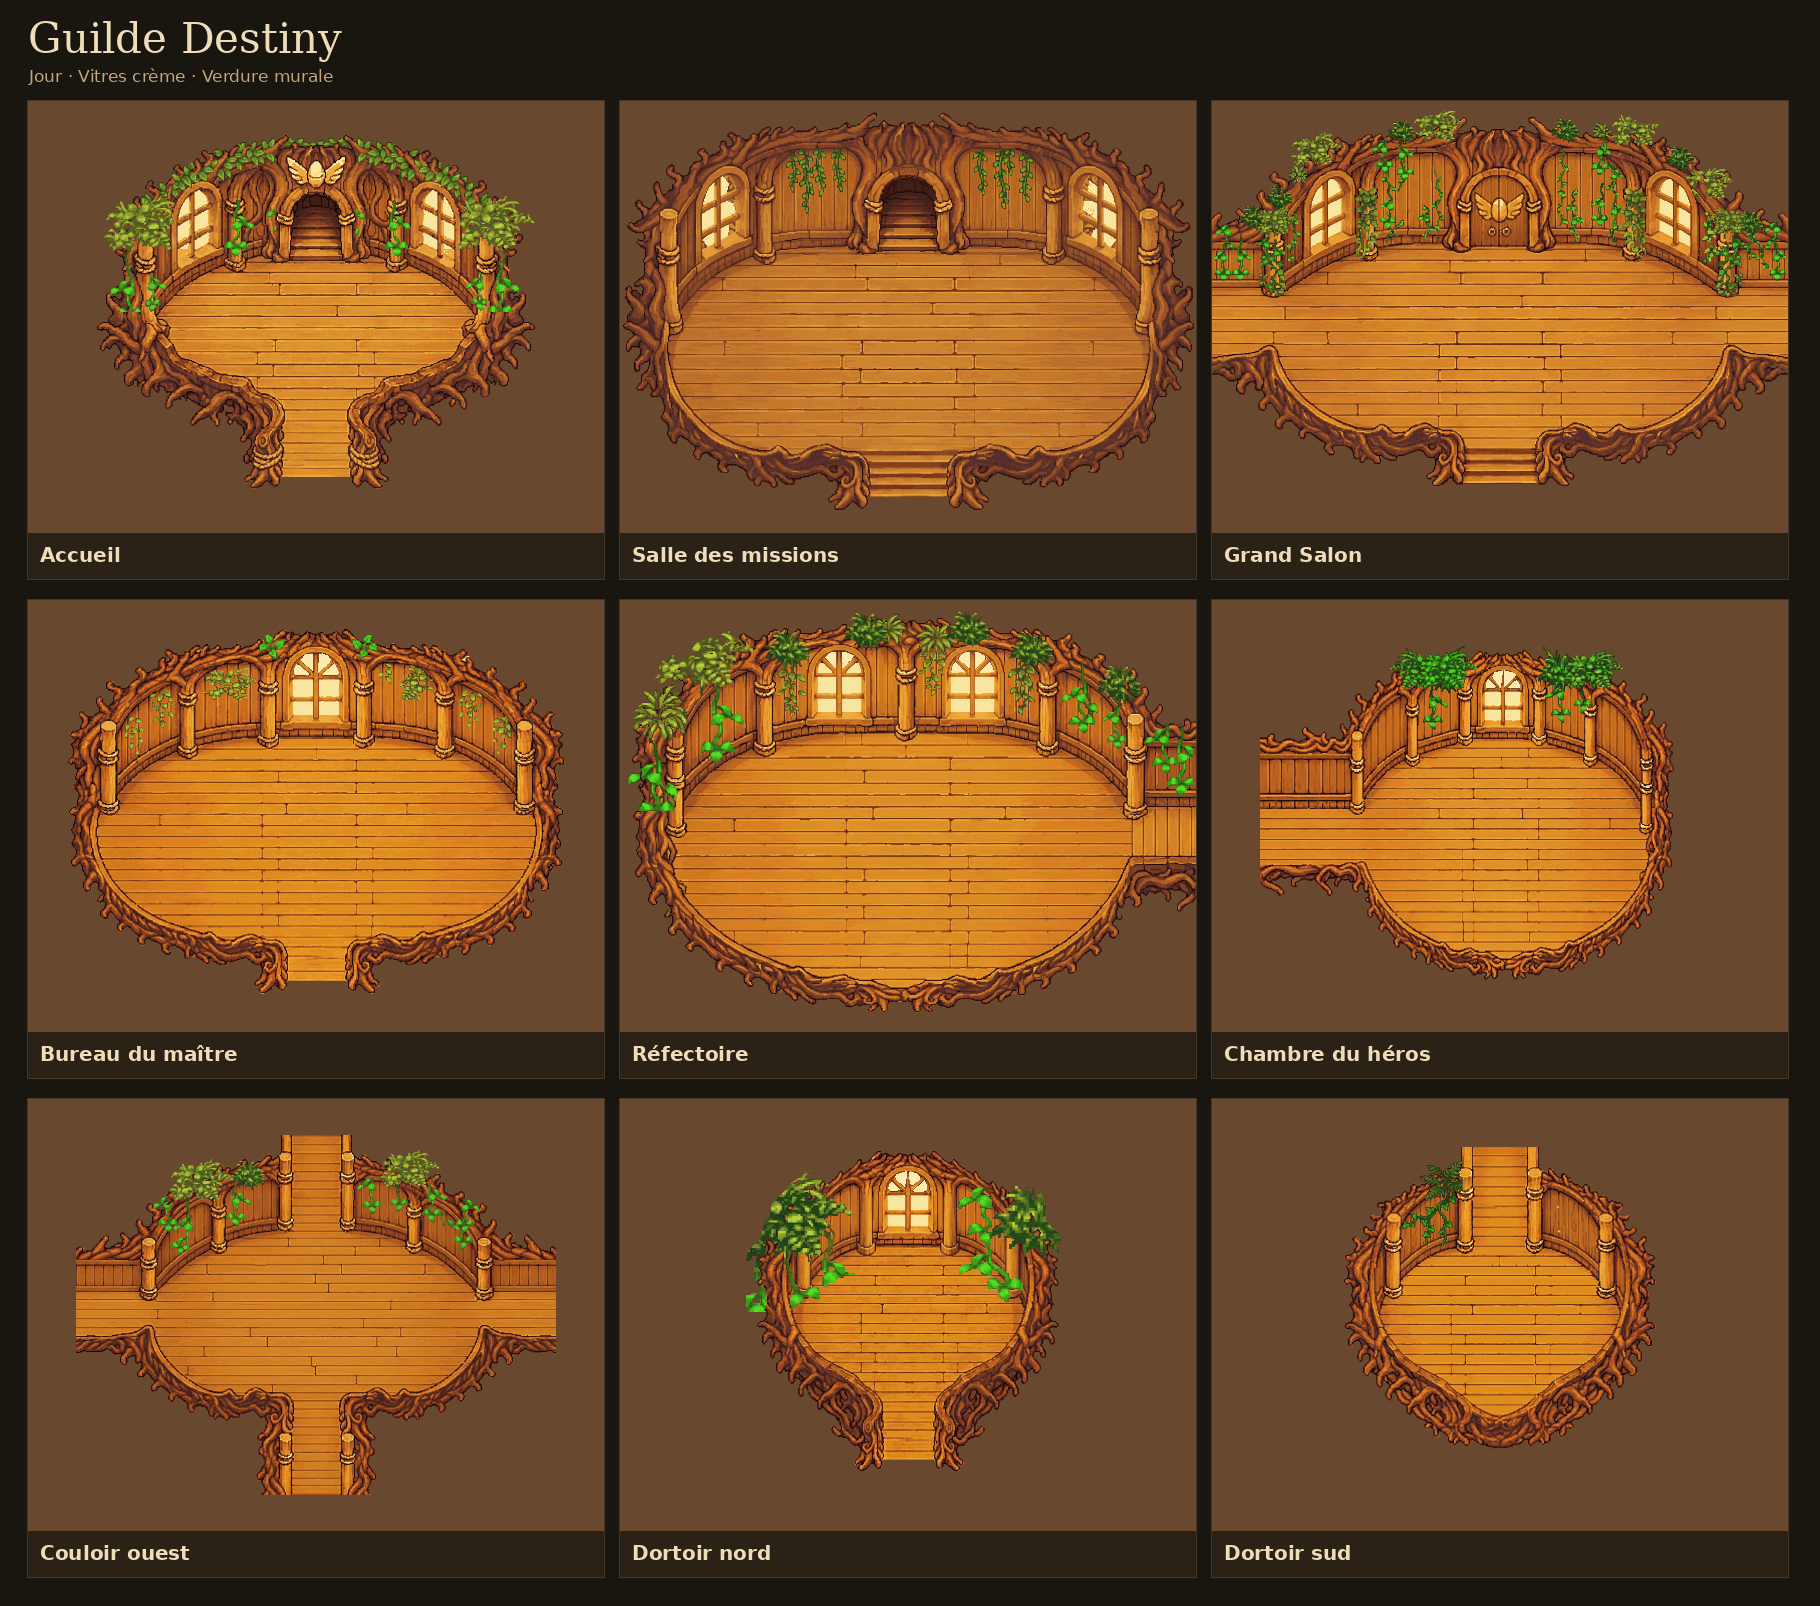 Guilde Destiny
Jour · Vitres crème · Verdure murale
Accueil
Salle des missions
Grand Salon
Bureau du maître
Réfectoire
Chambre du héros
Couloir ouest
Dortoir nord
Dortoir sud